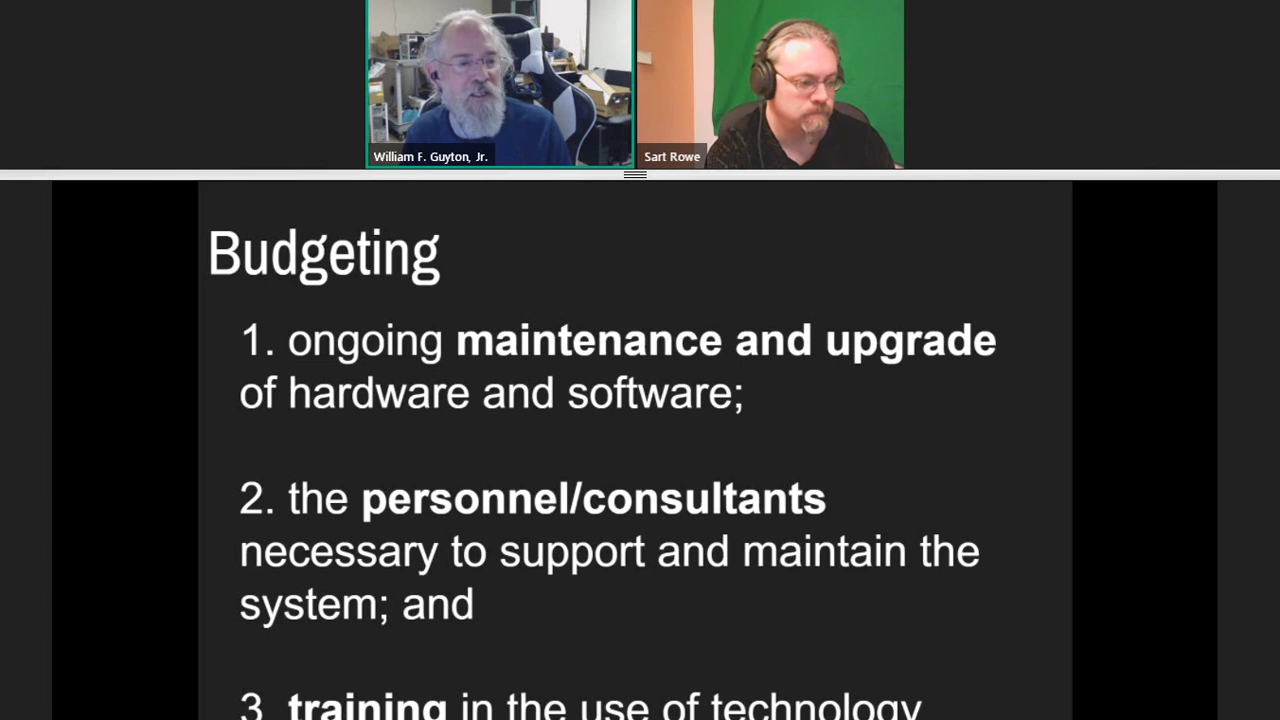 William F. Guyton, Jr.
Sart Rowe
Budgeting
1. ongoing maintenance and upgrade
of hardware and software;
2. the personnel/consultants
necessary to support and maintain the
system; and
3. training in the use of technology